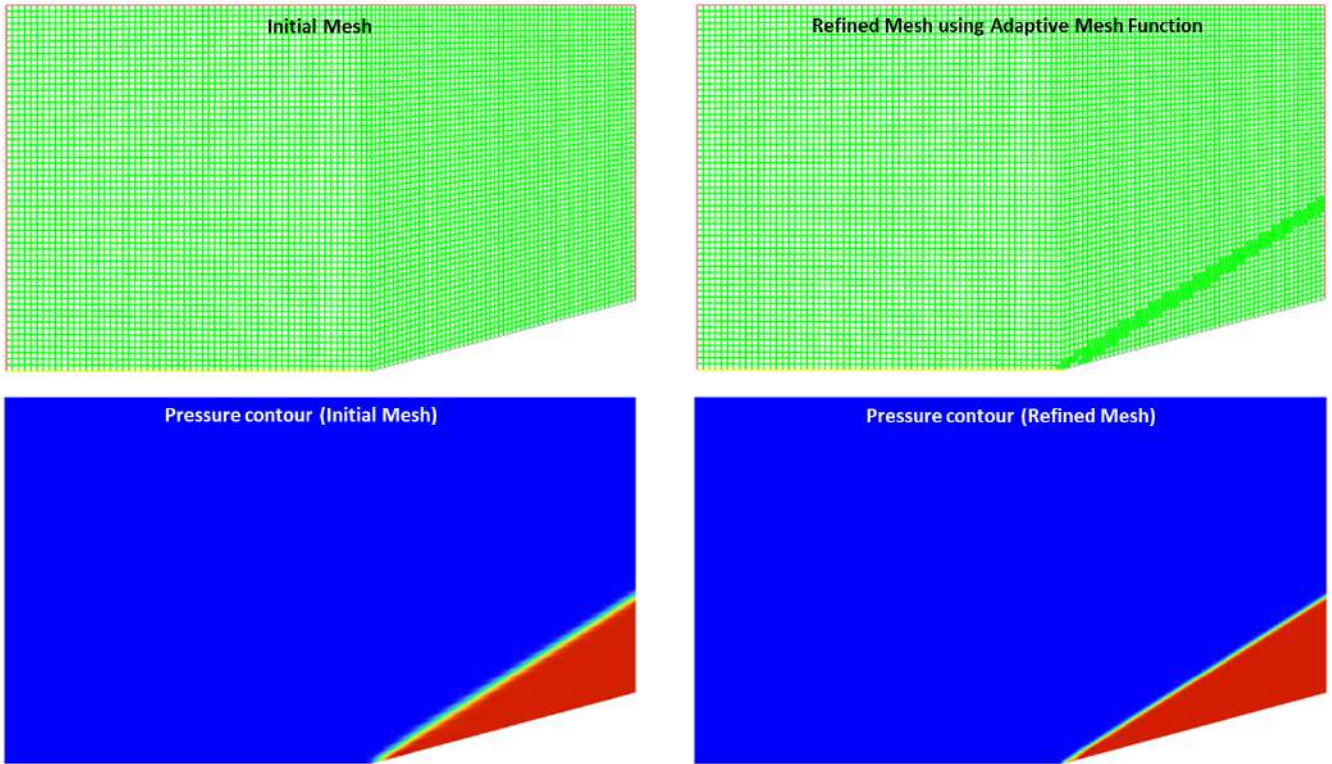 Initial Mesh
Refined Mesh using Adaptive Mesh Function
Pressure contour (Initial Mesh)
Pressure contour (Refined Mesh)